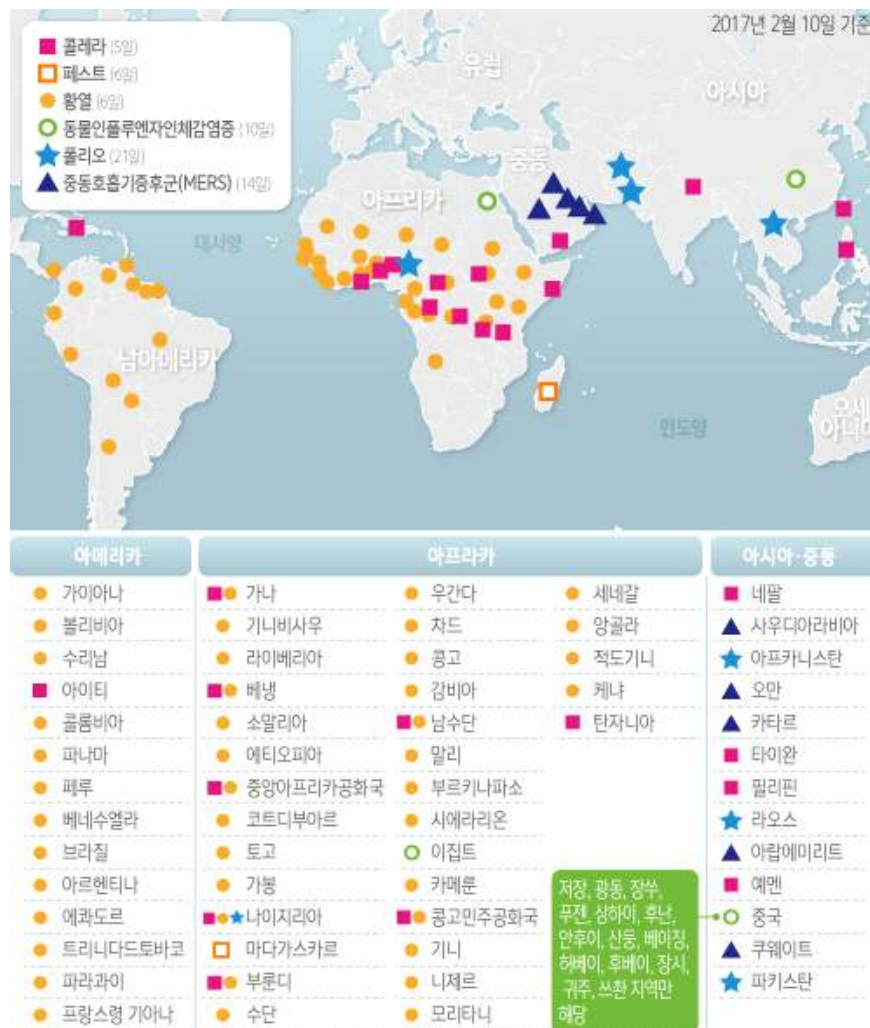 2017년 2월 10일 기준
콜레라 (5일)
페스트 (6일)
황열 (6일)
동물인플루엔자인체감염증 (10일)
폴리오 (21일)
중동호흡기증후군(MERS) (14일)
유럽
아시아
중동
아프리카
대서양
남아메리카
인도양
오세
아니아
아메리카
가이아나
볼리비아
수리남
아이티
콜롬비아
파나마
페루
베네수엘라
브라질
아르헨티나
에콰도르
트리니다드토바코
파라과이
프랑스령 기아나
아프라카
가나
기니비사우
라이베리아
베냉
소말리아
에티오피아
중앙아프리카공화국
코트디부아르
토고
가봉
나이지리아
마다가스카르
부룬디
수단
우간다
차드
콩고
감비아
남수단
말리
부르키나파소
시에라리온
이집트
카메룬
콩고민주공화국
기니
니제르
모리타니
세네갈
앙골라
적도기니
케냐
탄자니아
저장, 광동, 장쑤,
푸젠, 상하이, 후난,
안후이, 산둥, 베이징,
허베이, 후베이, 장시,
귀주, 쓰촨 지역만
해당
아시아·중동
네팔
사우디아라비아
아프카니스탄
오만
카타르
타이완
필리핀
라오스
아랍에미리트
예멘
중국
쿠웨이트
파키스탄